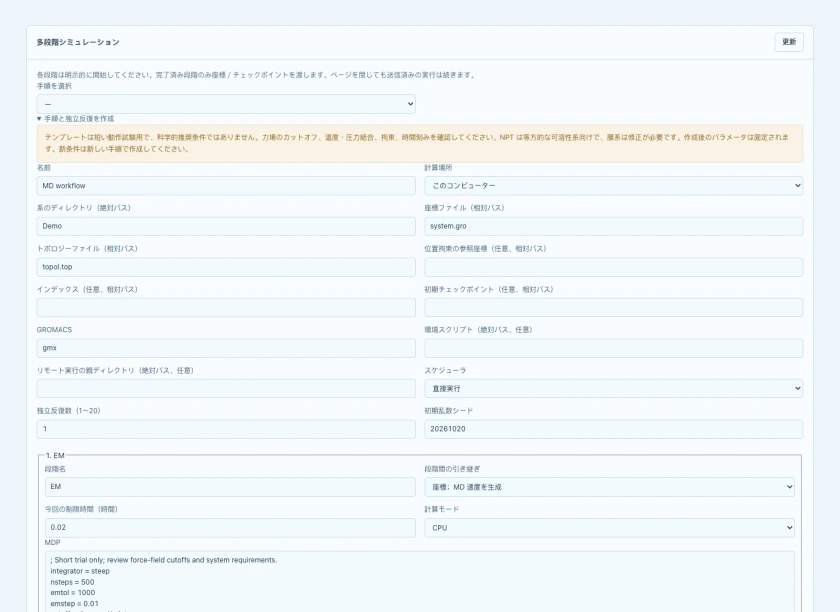 多段階シミュレーション
更新
各段階は明示的に開始してください。完了済み段階のみ座標 / チェックポイントを渡します。ページを閉じても送信済みの実行は続きます。
手順を選択
—
▼ 手順と独立反復を作成
テンプレートは短い動作試験用で、科学的推奨条件ではありません。力場のカットオフ、温度・圧力結合、拘束、時間刻みを確認してください。NPT は等方的な可溶性系向けで、膜系は修正が必要です。作成後のパラメータは固定されま
す。新条件は新しい手順で作成してください。
名前
計算場所
MD workflow
このコンピューター
系のディレクトリ（絶対パス）
座標ファイル（相対パス）
Demo
system.gro
トポロジーファイル（相対パス）
位置拘束の参照座標（任意、相対パス）
topol.top
インデックス（任意、相対パス）
初期チェックポイント（任意、相対パス）
GROMACS
環境スクリプト（絶対パス、任意）
gmx
リモート実行の親ディレクトリ（絶対パス、任意）
スケジューラ
直接実行
独立反復数（1〜20）
初期乱数シード
1
20261020
1. EM
段階名
段階間の引き継ぎ
EM
座標; MD 速度を生成
今回の制限時間（時間）
計算モード
0.02
CPU
MDP
; Short trial only; review force-field cutoffs and system requirements.
integrator = steep
nsteps = 500
emtol = 1000
emstep = 0.01